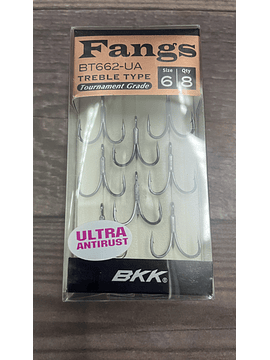 Fangs
BT662-UA
TREBLE TYPE
Tournament Grade
Size Qty
6 8
ULTRA
ANTIRUST
BKK®